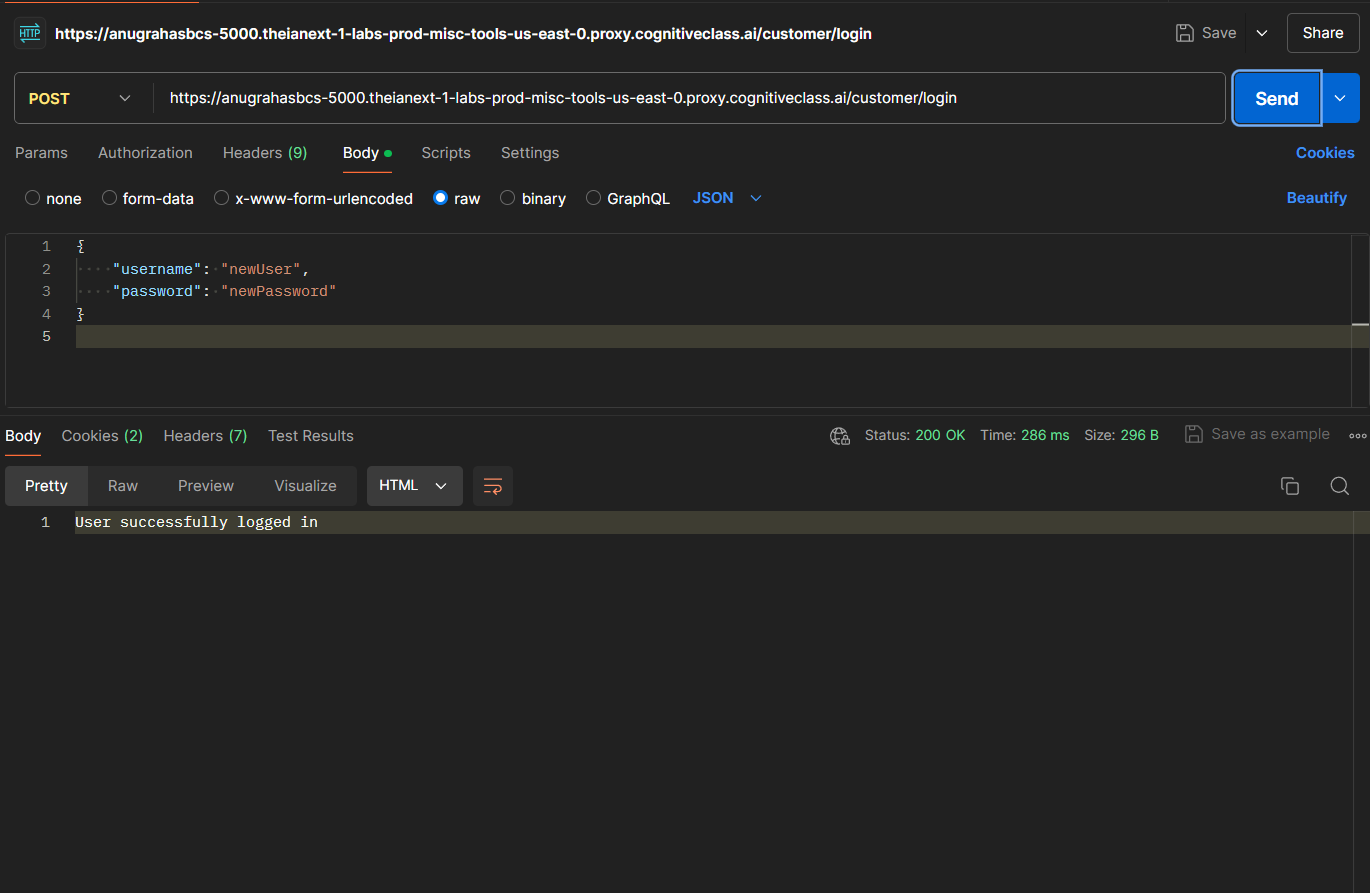 HTTP https://anugrahasbcs-5000.theianext-1-labs-prod-misc-tools-us-east-0.proxy.cognitiveclass.ai/customer/login Save Share
POST https://anugrahasbcs-5000.theianext-1-labs-prod-misc-tools-us-east-0.proxy.cognitiveclass.ai/customer/login Send
Params Authorization Headers (9) Body Scripts Settings Cookies
none form-data x-www-form-urlencoded raw binary GraphQL JSON Beautify
1 {
2 "username": "newUser",
3 "password": "newPassword"
4 }
5
Body Cookies (2) Headers (7) Test Results Status: 200 OK Time: 286 ms Size: 296 B Save as example
Pretty Raw Preview Visualize HTML
1 User successfully logged in